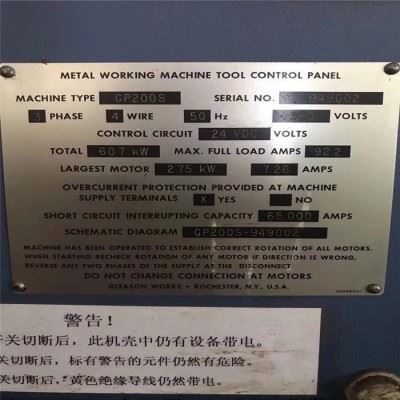 METAL WORKING MACHINE TOOL CONTROL PANEL
MACHINE TYPE GP200S SERIAL NO. 949002
3 PHASE 4 WIRE 50 Hz VOLTS
CONTROL CIRCUIT 24 VDC VOLTS
TOTAL 60.7 kW MAX. FULL LOAD AMPS 92.2
LARGEST MOTOR 27.5 kW 72.6 AMPS
OVERCURRENT PROTECTION PROVIDED AT MACHINE
SUPPLY TERMINALS X YES NO
SHORT CIRCUIT INTERRUPTING CAPACITY 65,000 AMPS
SCHEMATIC DIAGRAM GP200S-949002
MACHINE HAS BEEN OPERATED TO ESTABLISH CORRECT ROTATION OF ALL MOTORS.
WHEN STARTING RECHECK ROTATION OF ANY MOTOR IF DIRECTION IS WRONG,
REVERSE ANY TWO PHASES OF THE SUPPLY AT THE DISCONNECT
DO NOT CHANGE CONNECTION AT MOTORS
GLEASON WORKS • ROCHESTER, N.Y., U.S.A.
警告!
开关切断后,此机壳中仍有设备带电.
关切断后,标有警告的元件仍然有危险.
关切断后,黄色绝缘导线仍然带电.